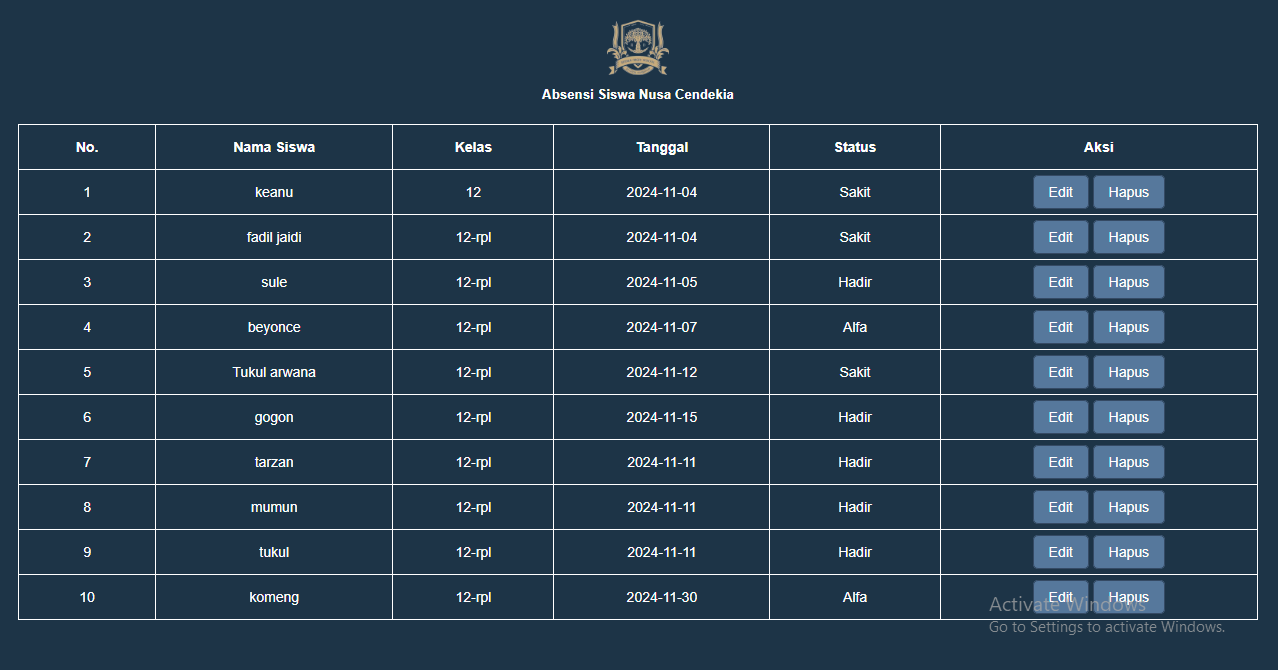 Absensi Siswa Nusa Cendekia
No. Nama Siswa Kelas Tanggal Status Aksi
1 keanu 12 2024-11-04 Sakit Edit Hapus
2 fadil jaidi 12-rpl 2024-11-04 Sakit Edit Hapus
3 sule 12-rpl 2024-11-05 Hadir Edit Hapus
4 beyonce 12-rpl 2024-11-07 Alfa Edit Hapus
5 Tukul arwana 12-rpl 2024-11-12 Sakit Edit Hapus
6 gogon 12-rpl 2024-11-15 Hadir Edit Hapus
7 tarzan 12-rpl 2024-11-11 Hadir Edit Hapus
8 mumun 12-rpl 2024-11-11 Hadir Edit Hapus
9 tukul 12-rpl 2024-11-11 Hadir Edit Hapus
10 komeng 12-rpl 2024-11-30 Alfa Edit Hapus
Activate Windows
Go to Settings to activate Windows.